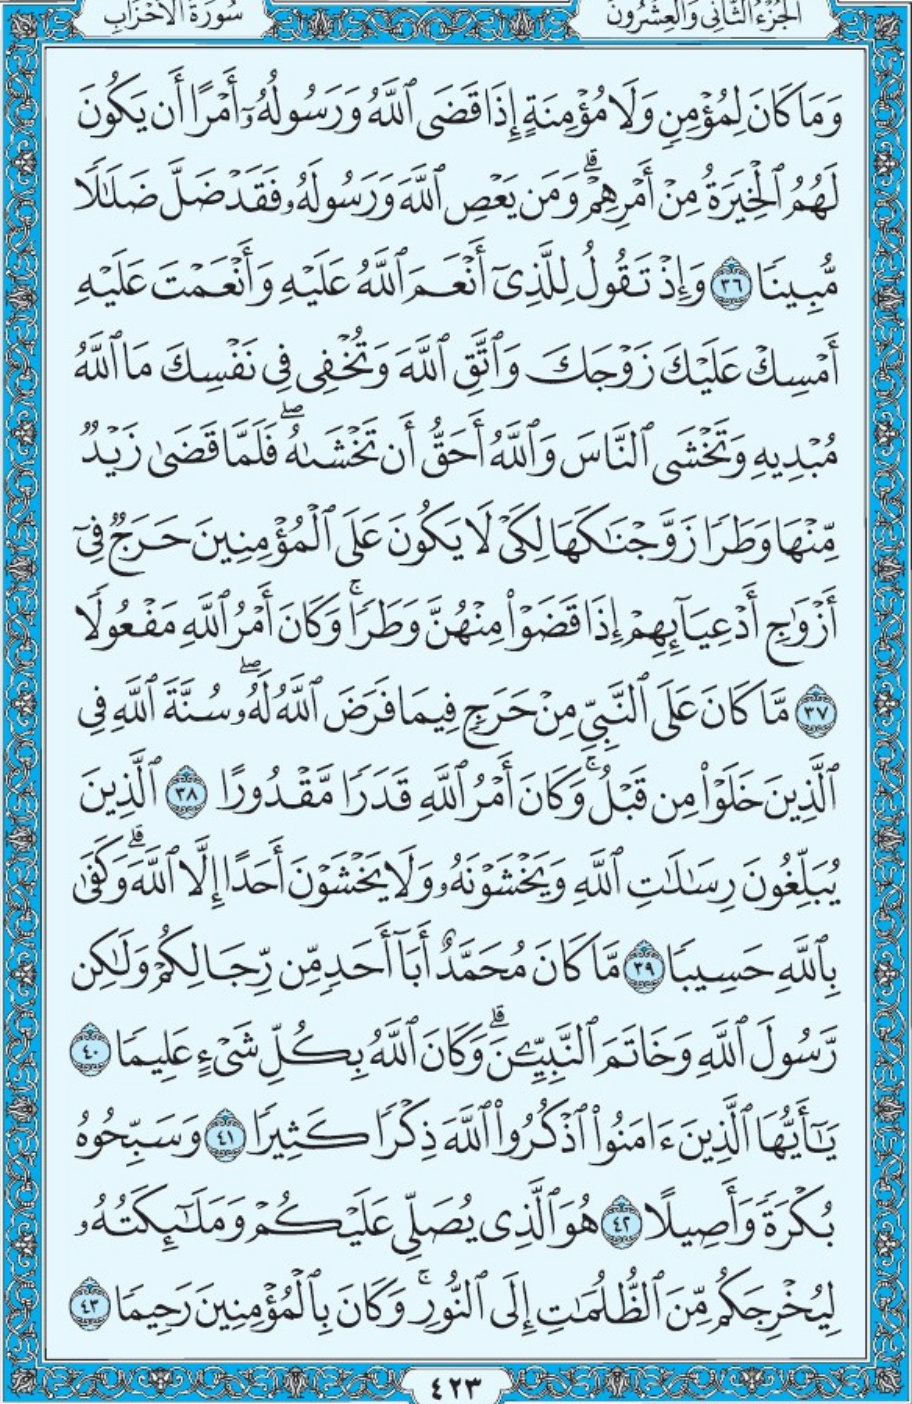 الجُزْءُ الثَّانِي وَالعِشْرُونَ
سُورَةُ الأَحْزَابِ
وَمَا كَانَ لِمُؤْمِنٍ وَلَا مُؤْمِنَةٍ إِذَا قَضَى ٱللَّهُ وَرَسُولُهُۥٓ أَمْرًا أَن يَكُونَ
لَهُمُ ٱلْخِيَرَةُ مِنْ أَمْرِهِمْۗ وَمَن يَعْصِ ٱللَّهَ وَرَسُولَهُۥ فَقَدْ ضَلَّ ضَلَٰلًا
مُّبِينًا ٣٦ وَإِذْ تَقُولُ لِلَّذِىٓ أَنْعَمَ ٱللَّهُ عَلَيْهِ وَأَنْعَمْتَ عَلَيْهِ
أَمْسِكْ عَلَيْكَ زَوْجَكَ وَٱتَّقِ ٱللَّهَ وَتُخْفِى فِى نَفْسِكَ مَا ٱللَّهُ
مُبْدِيهِ وَتَخْشَى ٱلنَّاسَ وَٱللَّهُ أَحَقُّ أَن تَخْشَىٰهُۖ فَلَمَّا قَضَىٰ زَيْدٌ
مِّنْهَا وَطَرًا زَوَّجْنَٰكَهَا لِكَىْ لَا يَكُونَ عَلَى ٱلْمُؤْمِنِينَ حَرَجٌ فِىٓ
أَزْوَٰجِ أَدْعِيَآئِهِمْ إِذَا قَضَوْا۟ مِنْهُنَّ وَطَرًاۚ وَكَانَ أَمْرُ ٱللَّهِ مَفْعُولًا
٣٧ مَّا كَانَ عَلَى ٱلنَّبِىِّ مِنْ حَرَجٍ فِيمَا فَرَضَ ٱللَّهُ لَهُۥۖ سُنَّةَ ٱللَّهِ فِى
ٱلَّذِينَ خَلَوْا۟ مِن قَبْلُۚ وَكَانَ أَمْرُ ٱللَّهِ قَدَرًا مَّقْدُورًا ٣٨ ٱلَّذِينَ
يُبَلِّغُونَ رِسَٰلَٰتِ ٱللَّهِ وَيَخْشَوْنَهُۥ وَلَا يَخْشَوْنَ أَحَدًا إِلَّا ٱللَّهَۗ وَكَفَىٰ
بِٱللَّهِ حَسِيبًا ٣٩ مَّا كَانَ مُحَمَّدٌ أَبَآ أَحَدٍ مِّن رِّجَالِكُمْ وَلَٰكِن
رَّسُولَ ٱللَّهِ وَخَاتَمَ ٱلنَّبِيِّۦنَۗ وَكَانَ ٱللَّهُ بِكُلِّ شَىْءٍ عَلِيمًا ٤٠
يَٰٓأَيُّهَا ٱلَّذِينَ ءَامَنُوا۟ ٱذْكُرُوا۟ ٱللَّهَ ذِكْرًا كَثِيرًا ٤١ وَسَبِّحُوهُ
بُكْرَةً وَأَصِيلًا ٤٢ هُوَ ٱلَّذِى يُصَلِّى عَلَيْكُمْ وَمَلَٰٓئِكَتُهُۥ
لِيُخْرِجَكُم مِّنَ ٱلظُّلُمَٰتِ إِلَى ٱلنُّورِۚ وَكَانَ بِٱلْمُؤْمِنِينَ رَحِيمًا ٤٣
٤٢٣